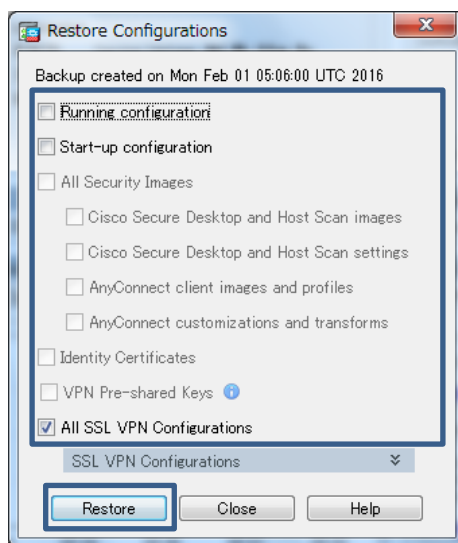 Restore Configurations
Backup created on Mon Feb 01 05:06:00 UTC 2016
Running configuration
Start-up configuration
All Security Images
Cisco Secure Desktop and Host Scan images
Cisco Secure Desktop and Host Scan settings
AnyConnect client images and profiles
AnyConnect customizations and transforms
Identity Certificates
VPN Pre-shared Keys
All SSL VPN Configurations
SSL VPN Configurations
Restore Close Help